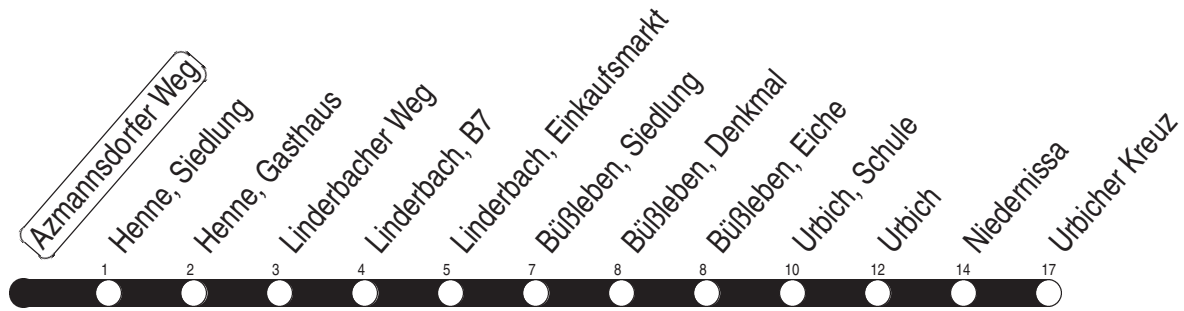 Azmannsdorfer Weg
Henne, Siedlung
Henne, Gasthaus
Linderbacher Weg
Linderbach, B7
Linderbach, Einkaufsmarkt
Büßleben, Siedlung
Büßleben, Denkmal
Büßleben, Eiche
Urbich, Schule
Urbich
Niedernissa
Urbicher Kreuz
1 2 3 4 5 7 8 8 10 12 14 17